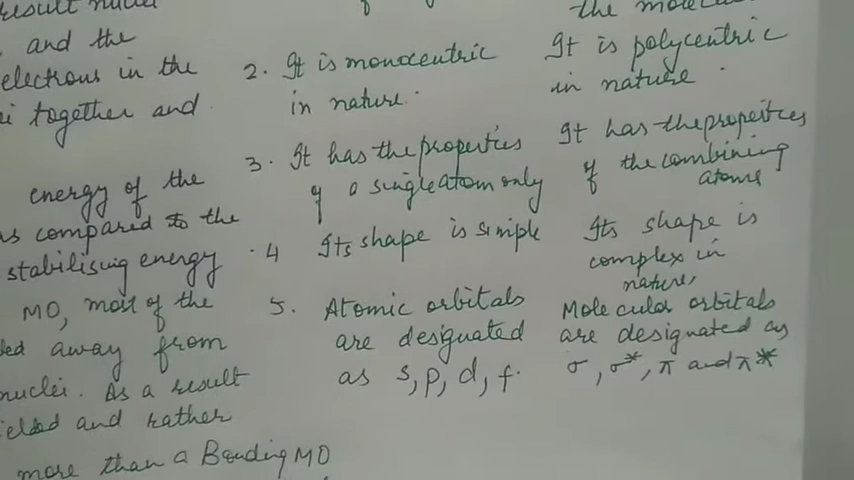 result nuclei
and the
electrons in the
together and
energy of the
as compared to the
stabilising energy
MO, most of the
away from
nuclei. As a result
and rather
more than a Bonding MO
the
2. It is monocentric
in nature.
3. It has the properties
of a single atom only
4 Its shape is simple
5. Atomic orbitals
are designated
as s, p, d, f.
It is polycentric
in nature.
It has the properties
of the combining
atoms
Its shape is
complex in
nature,
Molecular orbitals
are designated as
σ, σ*, π and π*